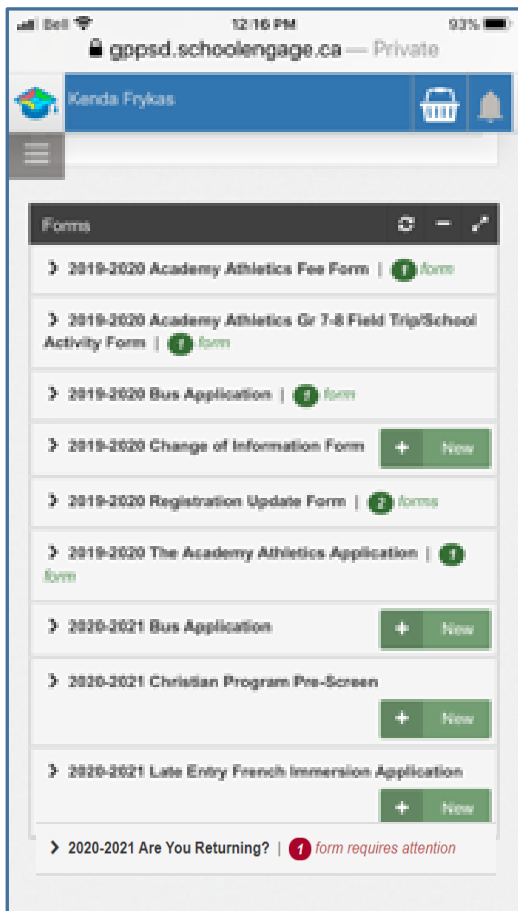 Bell 12:16 PM 93%
gppsd.schoolengage.ca — Private
Kenda Frykas
Forms
2019-2020 Academy Athletics Fee Form | 1 form
2019-2020 Academy Athletics Gr 7-8 Field Trip/School
Activity Form | 1 form
2019-2020 Bus Application | form
2019-2020 Change of Information Form + New
2019-2020 Registration Update Form | 2 forms
2019-2020 The Academy Athletics Application | 1
form
2020-2021 Bus Application + New
2020-2021 Christian Program Pre-Screen
+ New
2020-2021 Late Entry French Immersion Application
+ New
2020-2021 Are You Returning? | 1 form requires attention